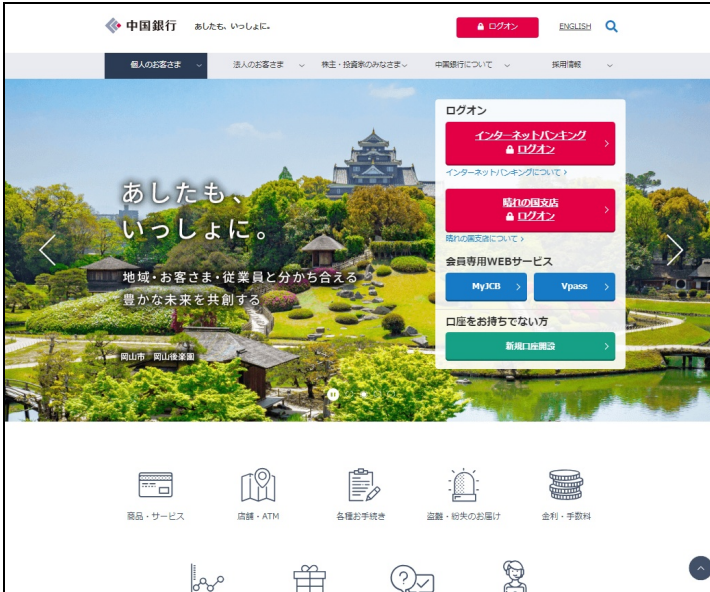 中国銀行 あしたも、いっしょに。
ログオン
ENGLISH
個人のお客さま 法人のお客さま 株主・投資家のみなさま 中国銀行について 採用情報
あしたも、
いっしょに。
地域・お客さま・従業員と分かち合える
豊かな未来を共創する
岡山市 岡山後楽園
ログオン
インターネットバンキング
ログオン
インターネットバンキングについて
晴れの国支店
ログオン
晴れの国支店について
会員専用WEBサービス
MyJCB Vpass
口座をお持ちでない方
新規口座開設
商品・サービス 店舗・ATM 各種お手続き 盗難・紛失のお届け 金利・手数料